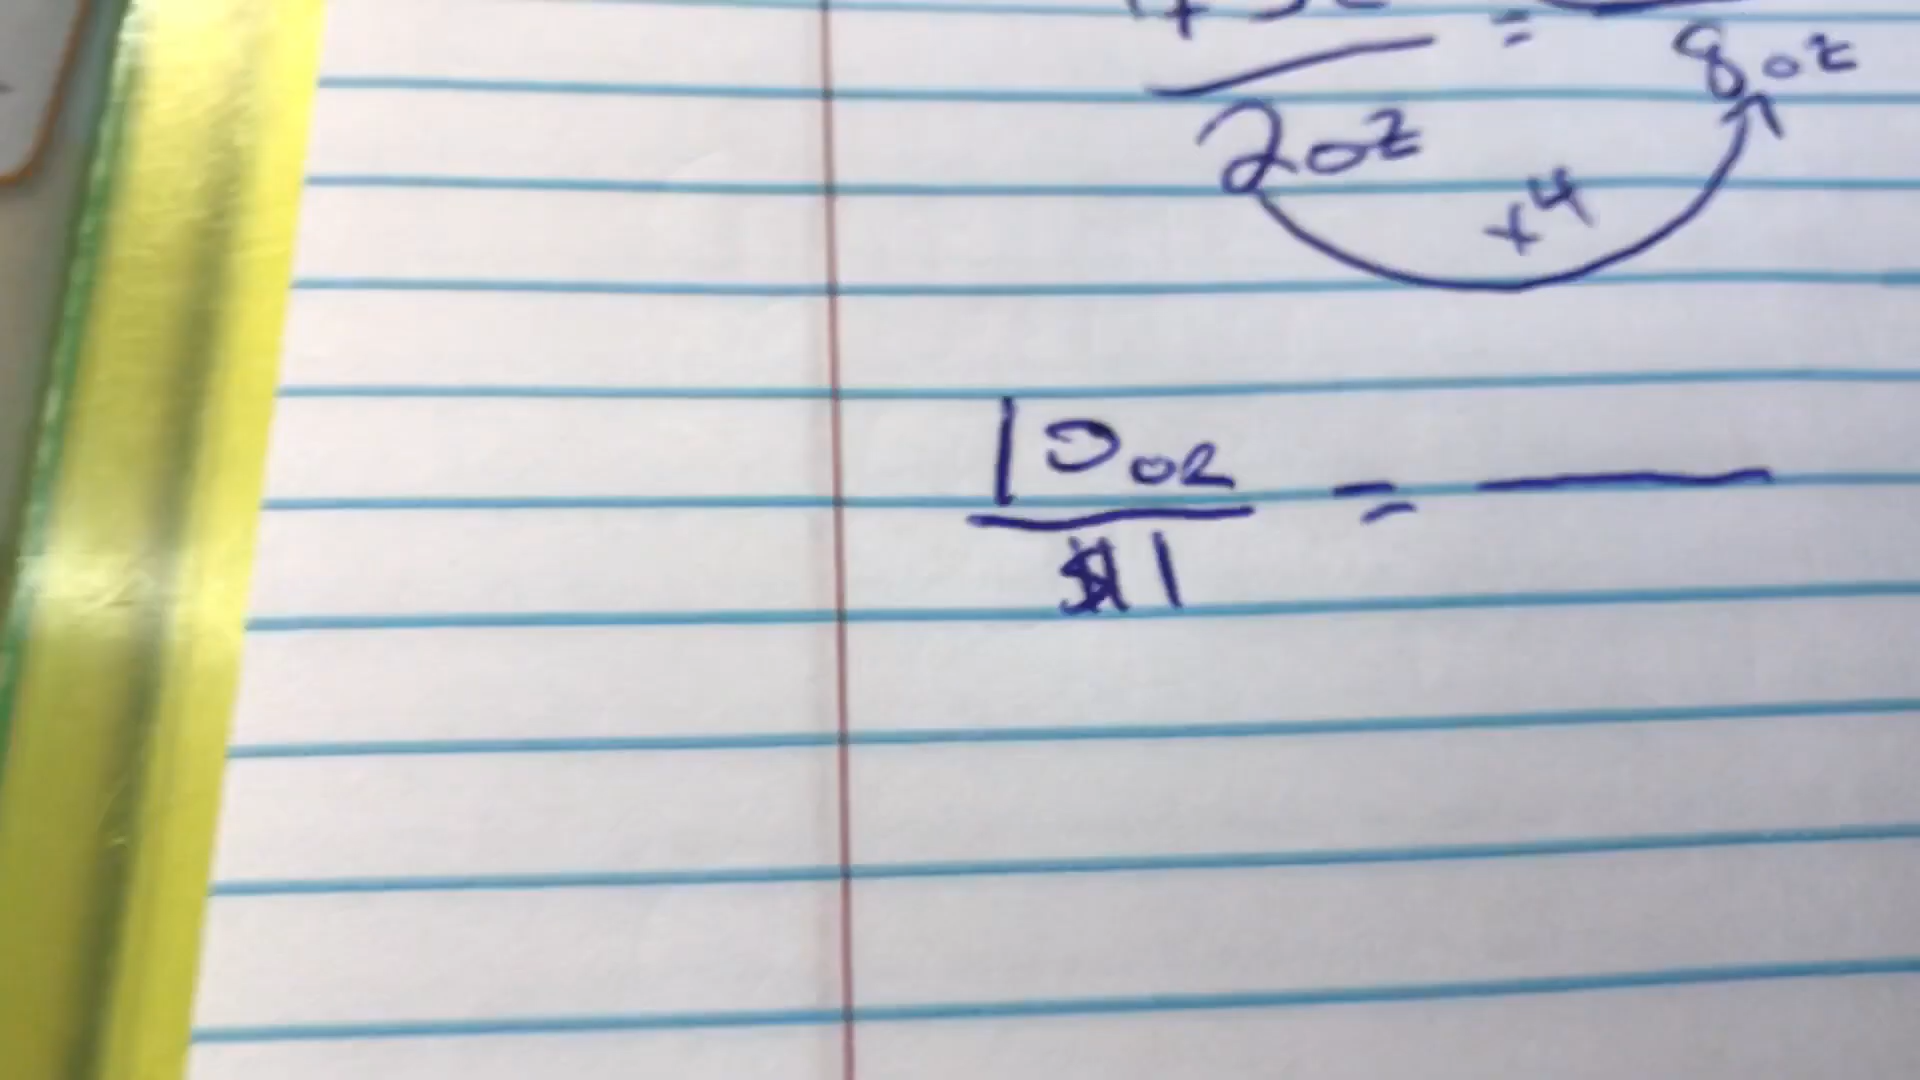 =
8oz
2oz
x4
10oz =
1